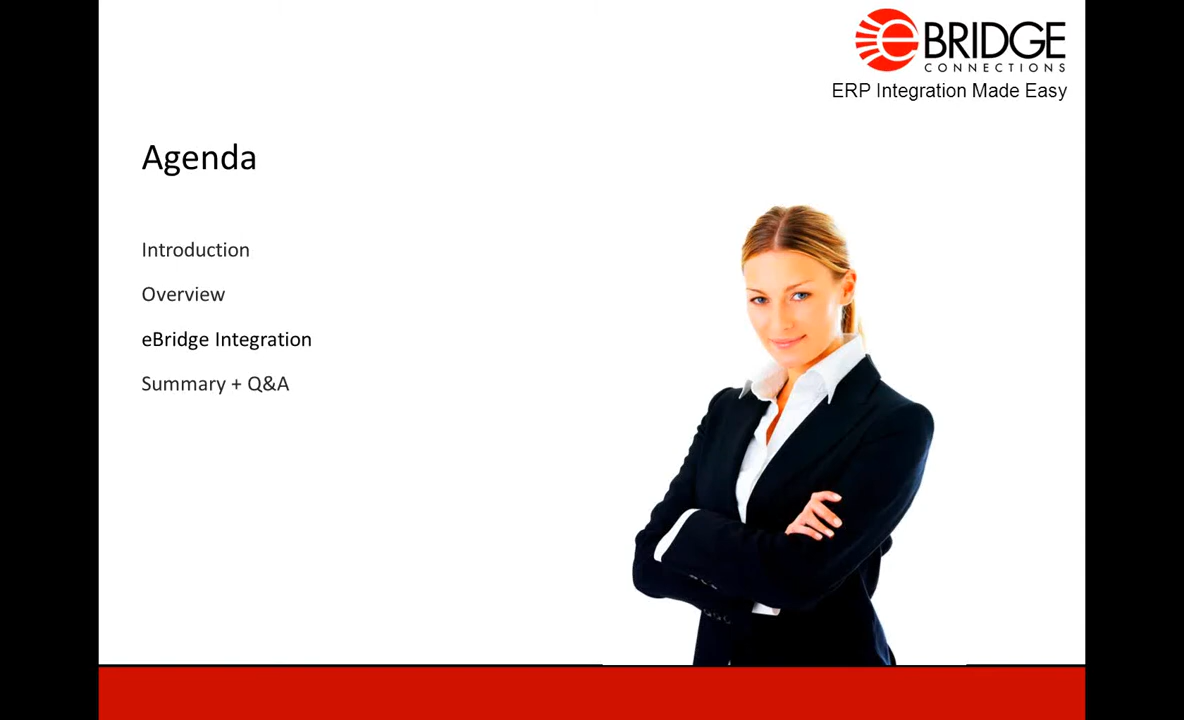 eBRIDGE
CONNECTIONS
ERP Integration Made Easy
Agenda
Introduction
Overview
eBridge Integration
Summary + Q&A